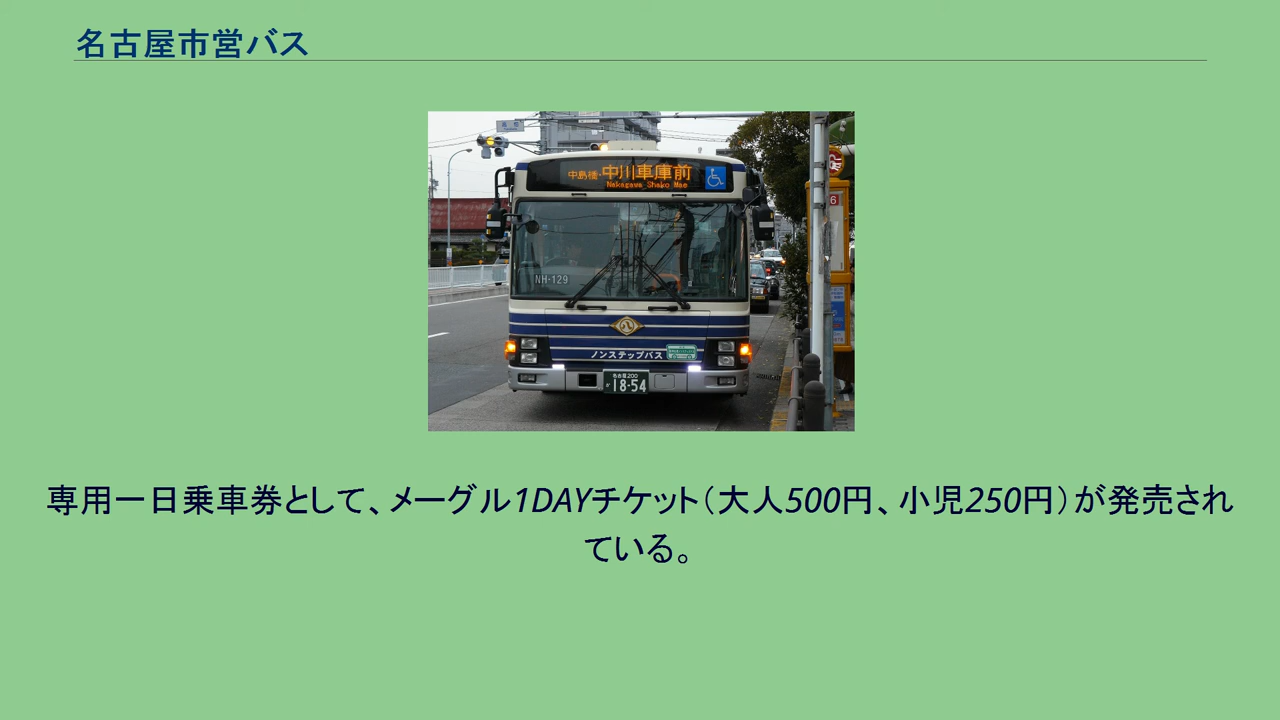 名古屋市営バス
中島橋・中川車庫前
Nakagawa Shako Mae
6
NH-129
ノンステップバス
名古屋200
か 18-54
専用一日乗車券として、メーグル1DAYチケット(大人500円、小児250円)が発売され
ている。